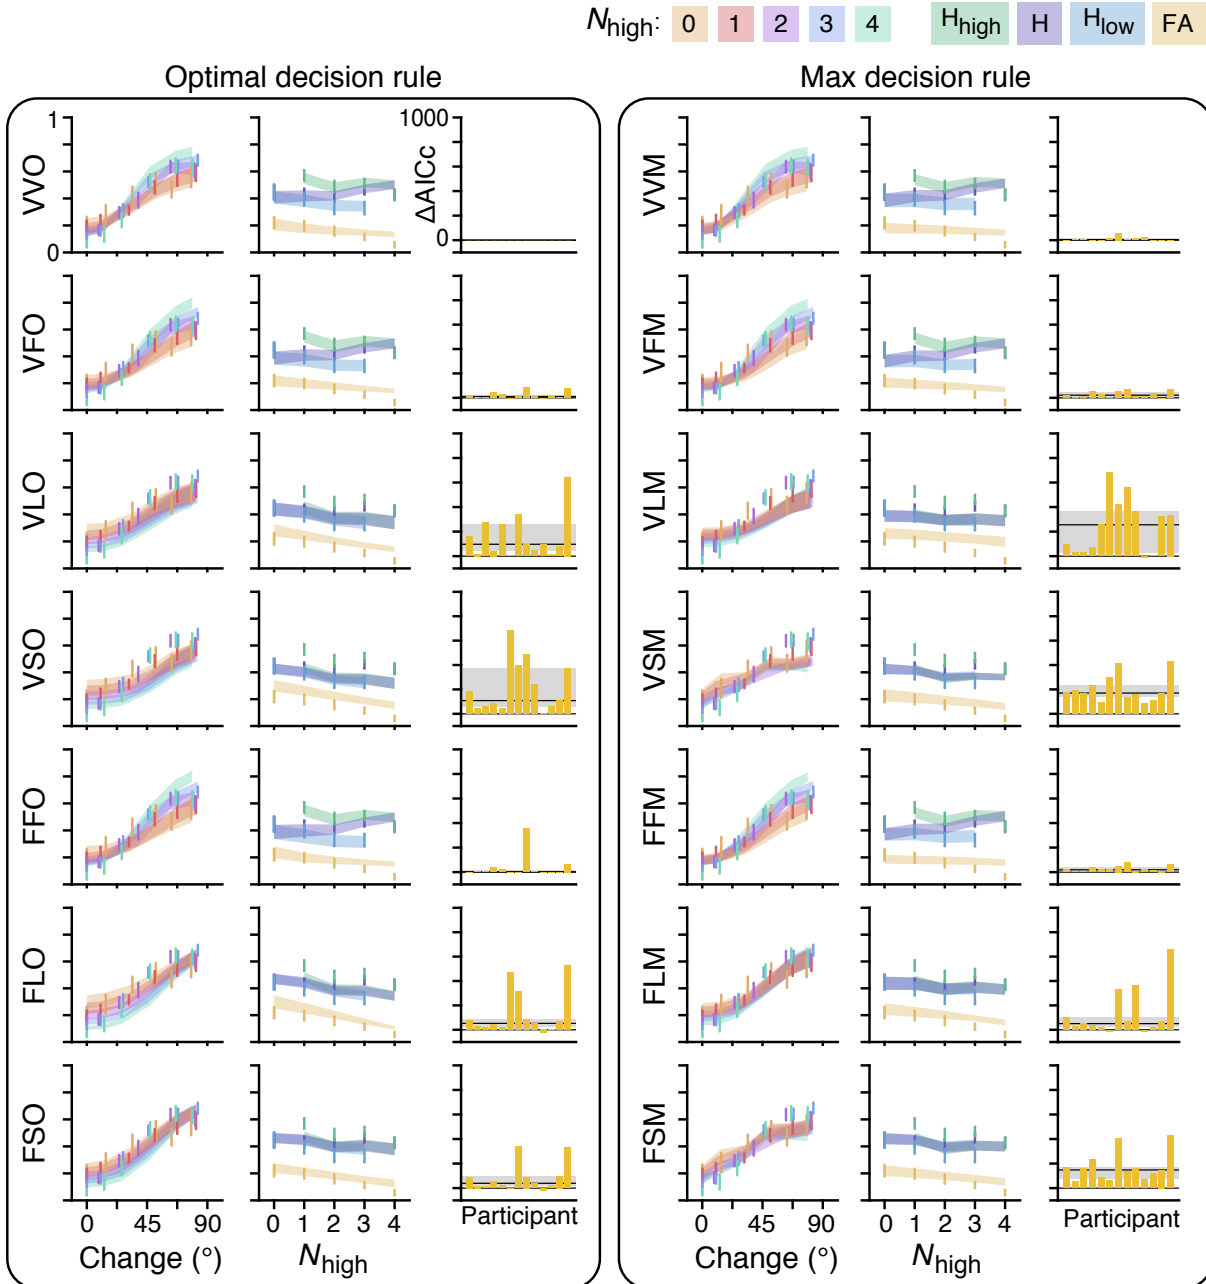 Nhigh: 0 1 2 3 4 Hhigh H Hlow FA
Optimal decision rule
Max decision rule
VVO
1
0
1000
ΔAICc
0
VVM
VFO
VFM
VLO
VLM
VSO
VSM
FFO
FFM
FLO
FLM
FSO
FSM
0 45 90
Change (°)
0 1 2 3 4
Nhigh
Participant
0 45 90
Change (°)
0 1 2 3 4
Nhigh
Participant